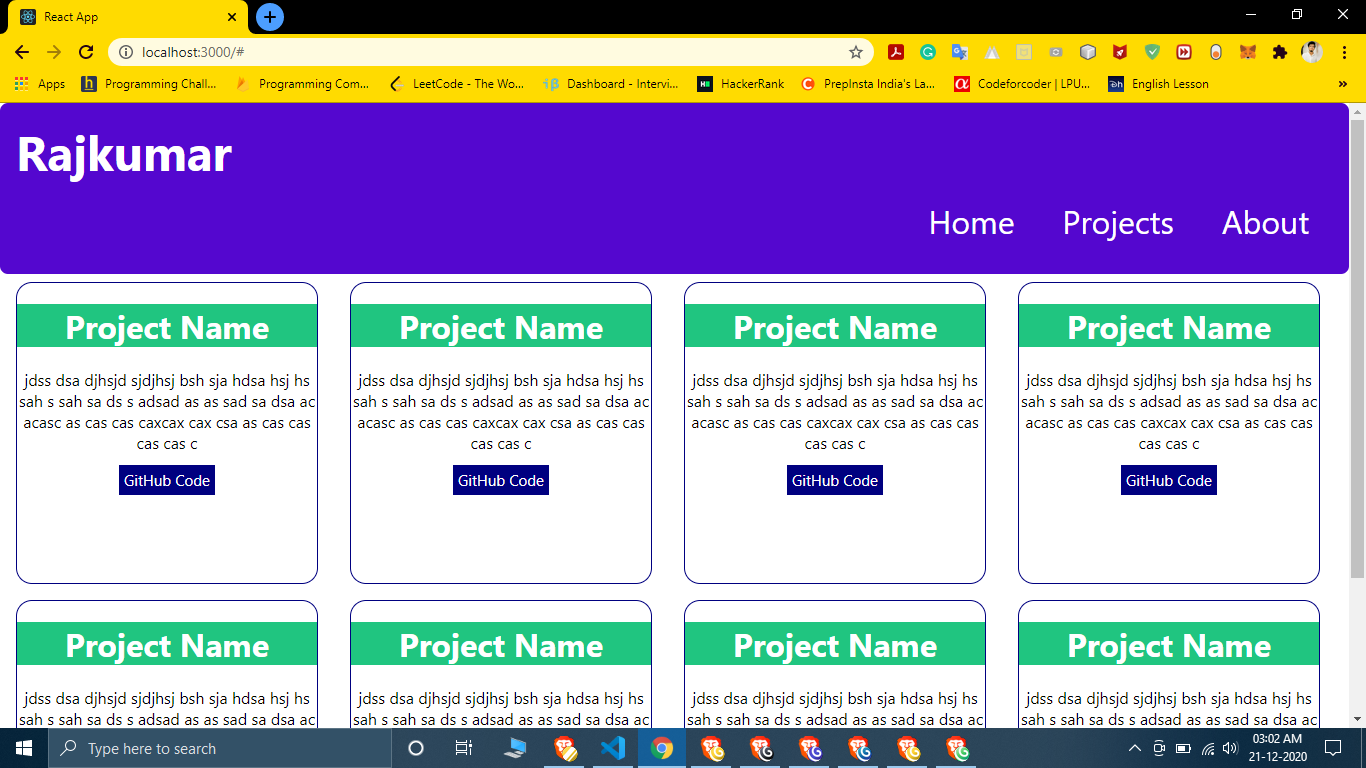 React App
localhost:3000/#
Apps Programming Chall... Programming Com... LeetCode - The Wo... Dashboard - Intervi... HackerRank PrepInsta India's La... Codeforcoder | LPU... English Lesson »
Rajkumar
Home Projects About
Project Name Project Name Project Name Project Name
jdss dsa djhsjd sjdjhsj bsh sja hdsa hsj hs jdss dsa djhsjd sjdjhsj bsh sja hdsa hsj hs jdss dsa djhsjd sjdjhsj bsh sja hdsa hsj hs jdss dsa djhsjd sjdjhsj bsh sja hdsa hsj hs
sah s sah sa ds s adsad as as sad sa dsa ac sah s sah sa ds s adsad as as sad sa dsa ac sah s sah sa ds s adsad as as sad sa dsa ac sah s sah sa ds s adsad as as sad sa dsa ac
acasc as cas cas caxcax cax csa as cas cas acasc as cas cas caxcax cax csa as cas cas acasc as cas cas caxcax cax csa as cas cas acasc as cas cas caxcax cax csa as cas cas
cas cas c cas cas c cas cas c cas cas c
GitHub Code GitHub Code GitHub Code GitHub Code
Project Name Project Name Project Name Project Name
jdss dsa djhsjd sjdjhsj bsh sja hdsa hsj hs jdss dsa djhsjd sjdjhsj bsh sja hdsa hsj hs jdss dsa djhsjd sjdjhsj bsh sja hdsa hsj hs jdss dsa djhsjd sjdjhsj bsh sja hdsa hsj hs
sah s sah sa ds s adsad as as sad sa dsa ac sah s sah sa ds s adsad as as sad sa dsa ac sah s sah sa ds s adsad as as sad sa dsa ac sah s sah sa ds s adsad as as sad sa dsa ac
Type here to search
03:02 AM
21-12-2020